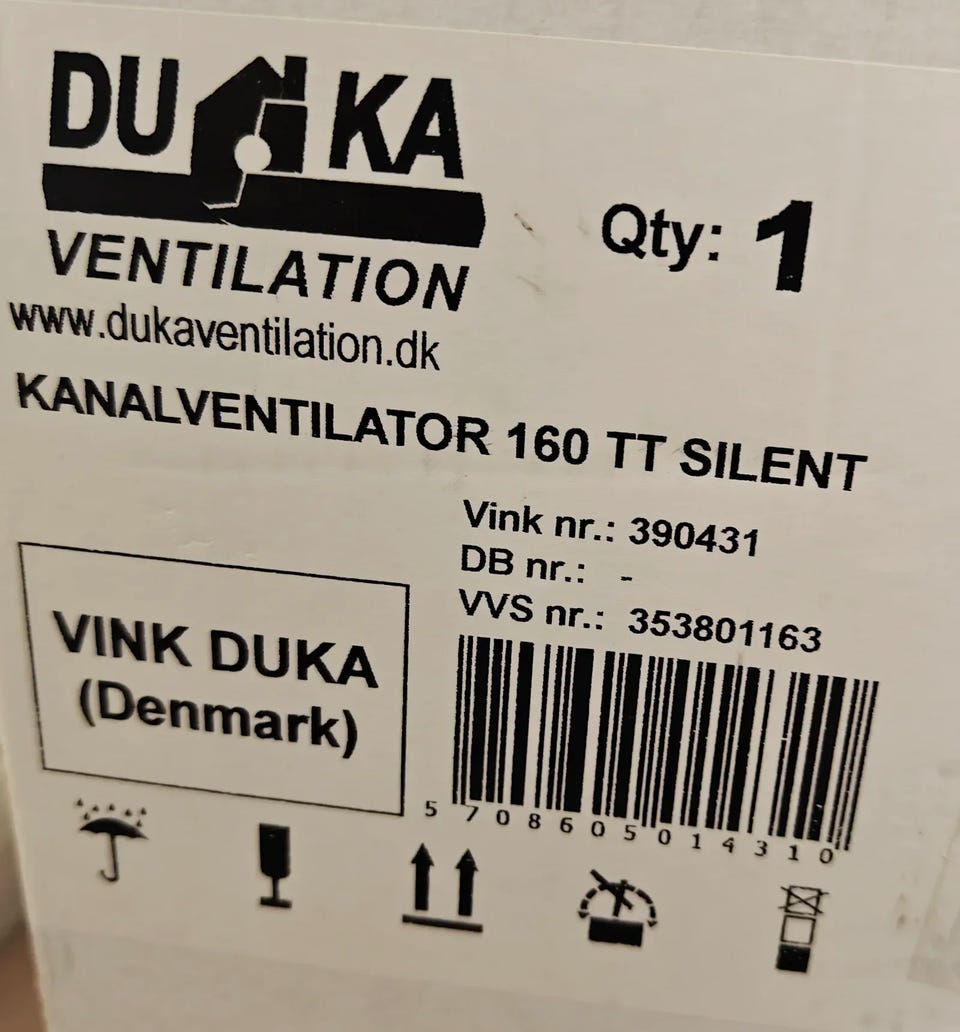 DUKA
VENTILATION
www.dukaventilation.dk
Qty: 1
KANALVENTILATOR 160 TT SILENT
Vink nr.: 390431
DB nr.: -
VVS nr.: 353801163
VINK DUKA
(Denmark)
5708605014310